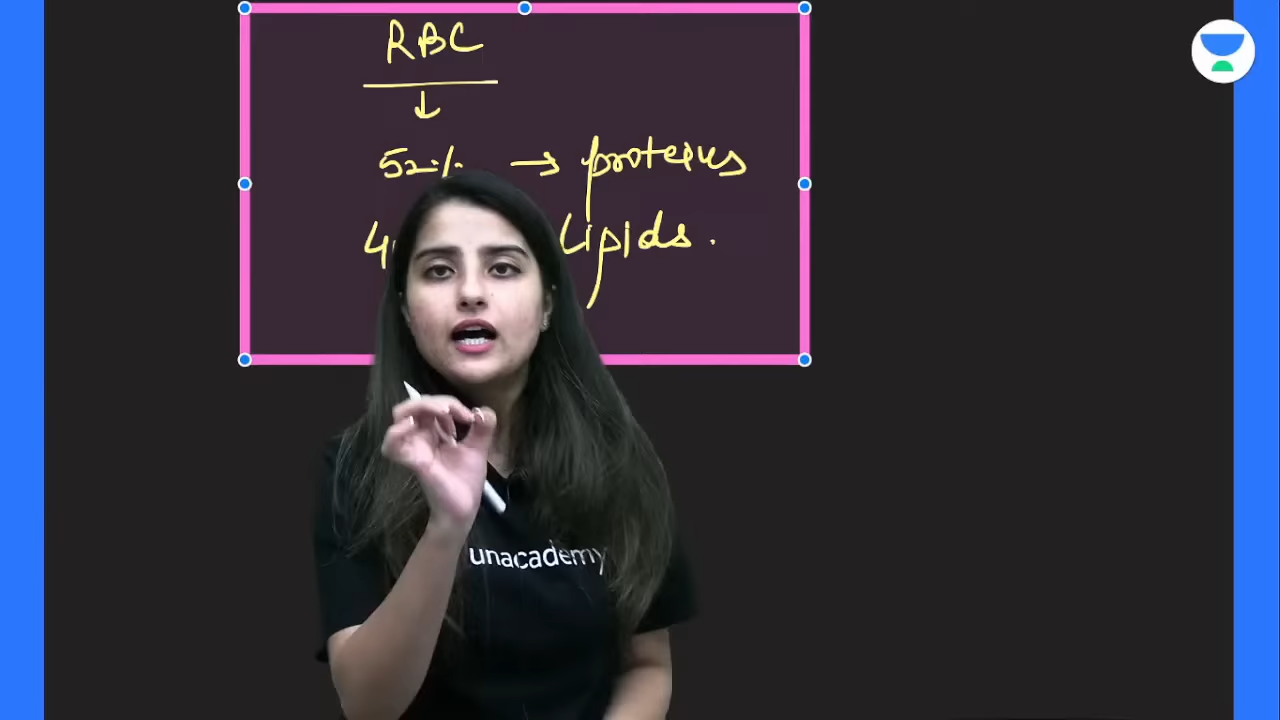 RBC
↓
52% → proteins
Lipids.
unacademy